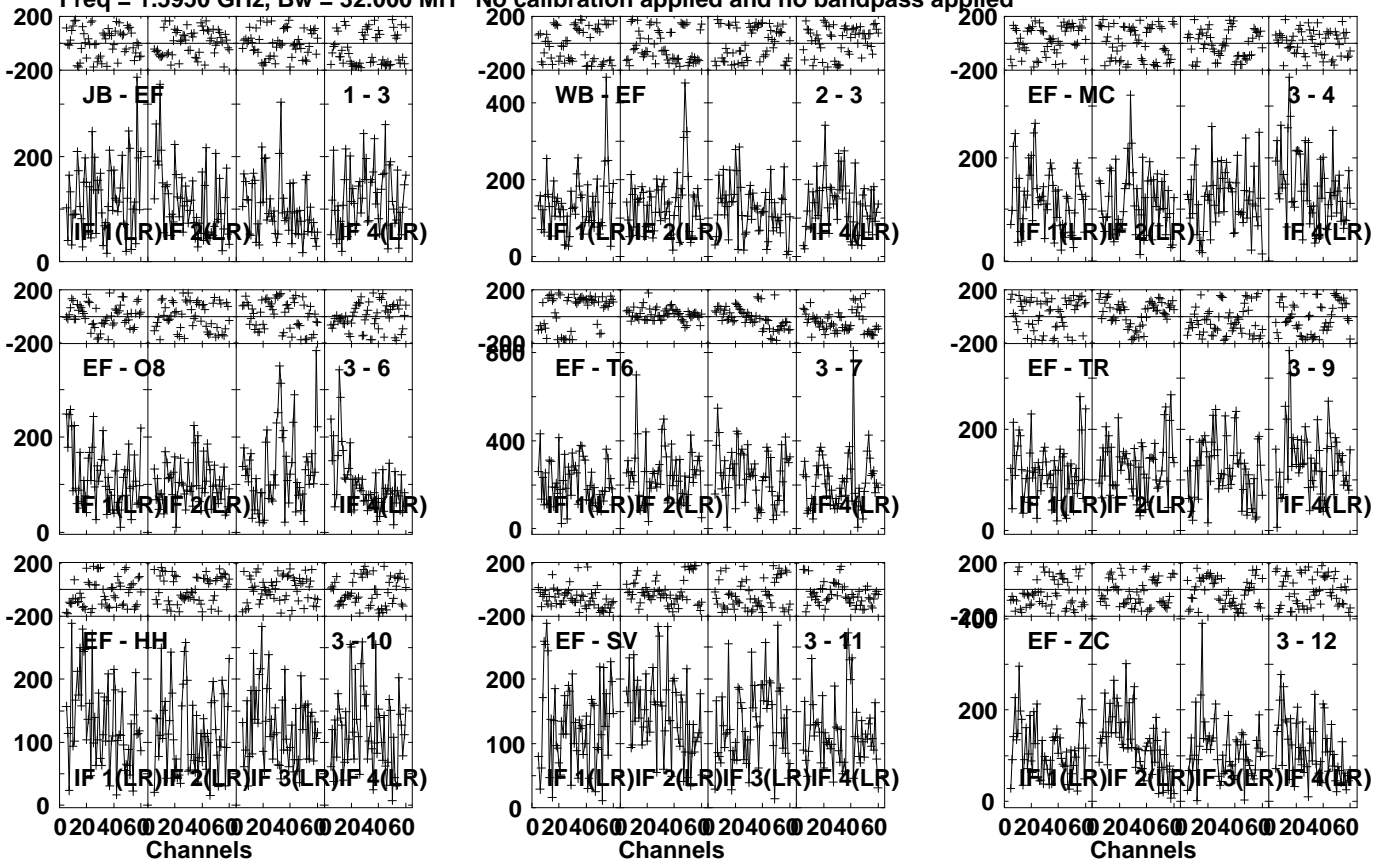 Freq = 1.5950 GHz, Bw = 32.000 MH No calibration applied and no bandpass applied
200
-200
JB - EF 1 - 3
200
0
IF 1(LR) IF 2(LR) IF 4(LR)
200
-200
WB - EF 2 - 3
400
200
0
IF 1(LR) IF 2(LR) IF 4(LR)
200
-200
EF - MC 3 - 4
200
0
IF 1(LR) IF 2(LR) IF 4(LR)
200
-200
EF - O8 3 - 6
200
0
IF 1(LR) IF 2(LR) IF 4(LR)
200
-200
800
EF - T6 3 - 7
400
0
IF 1(LR) IF 2(LR) IF 4(LR)
200
-200
EF - TR 3 - 9
200
0
IF 1(LR) IF 2(LR) IF 4(LR)
200
-200
EF - HH 3 - 10
200
100
0
IF 1(LR) IF 2(LR) IF 3(LR) IF 4(LR)
0 20 40 60 0 20 40 60 0 20 40 60 0 20 40 60
Channels
200
-200
EF - SV 3 - 11
200
100
0
IF 1(LR) IF 2(LR) IF 3(LR) IF 4(LR)
0 20 40 60 0 20 40 60 0 20 40 60 0 20 40 60
Channels
200
-200
400
EF - ZC 3 - 12
200
0
IF 1(LR) IF 2(LR) IF 3(LR) IF 4(LR)
0 20 40 60 0 20 40 60 0 20 40 60 0 20 40 60
Channels